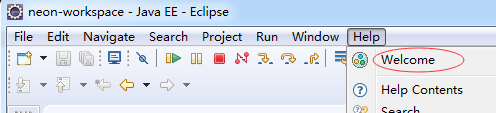 neon-workspace - Java EE - Eclipse
File Edit Navigate Search Project Run Window Help
Welcome
Help Contents
Search